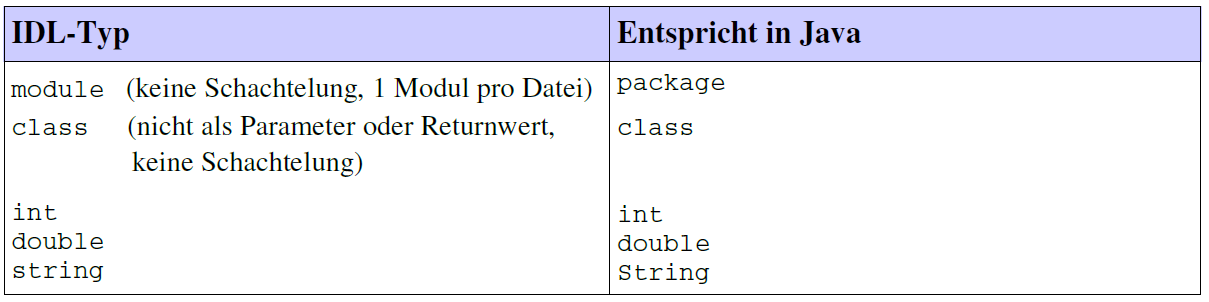 IDL-Typ Entspricht in Java
module (keine Schachtelung, 1 Modul pro Datei) package
class (nicht als Parameter oder Returnwert, class
keine Schachtelung)
int int
double double
string String